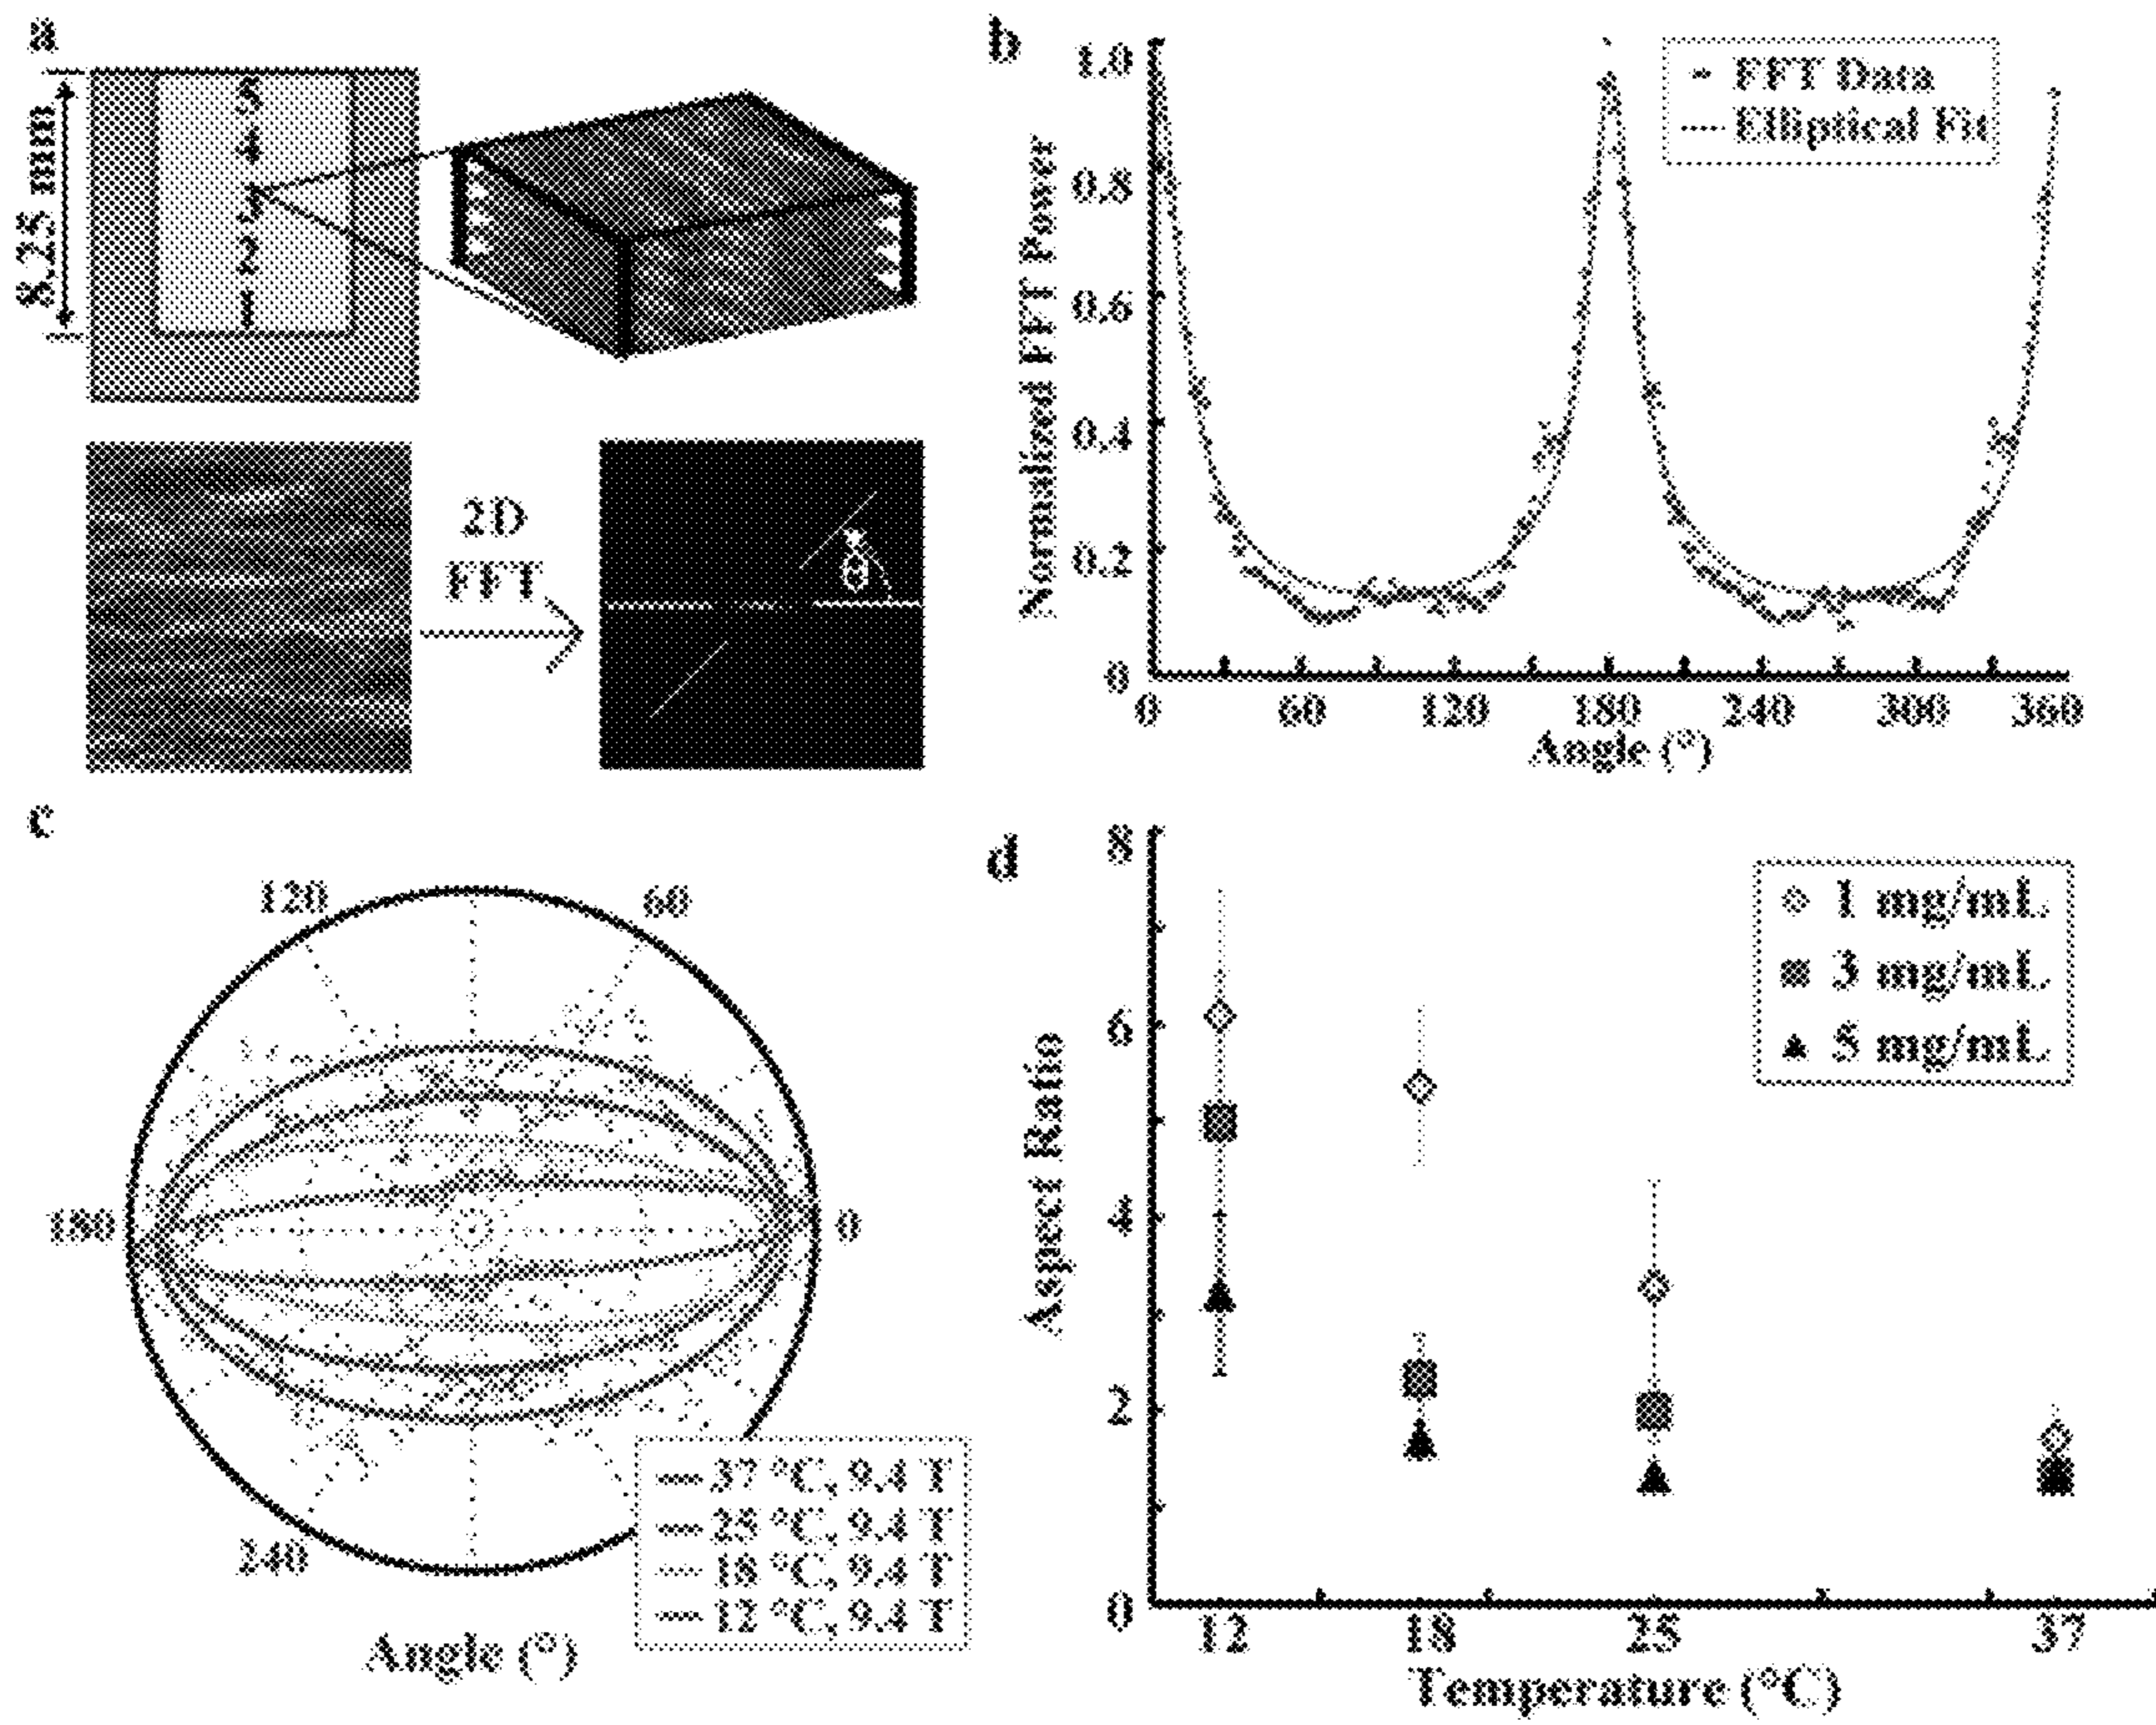 a
8.25 mm
5
4
3
2
1
2D
FFT
θ
b
1.0
0.8
0.6
0.4
0.2
0
Normalized FFT Power
FFT Data
Elliptical Fit
0 60 120 180 240 300 360
Angle (°)
c
120 60
180 0
240
37 °C, 9.4 T
25 °C, 9.4 T
18 °C, 9.4 T
12 °C, 9.4 T
Angle (°)
d
8
6
4
2
0
Aspect Ratio
1 mg/mL
3 mg/mL
5 mg/mL
12 18 25 37
Temperature (°C)